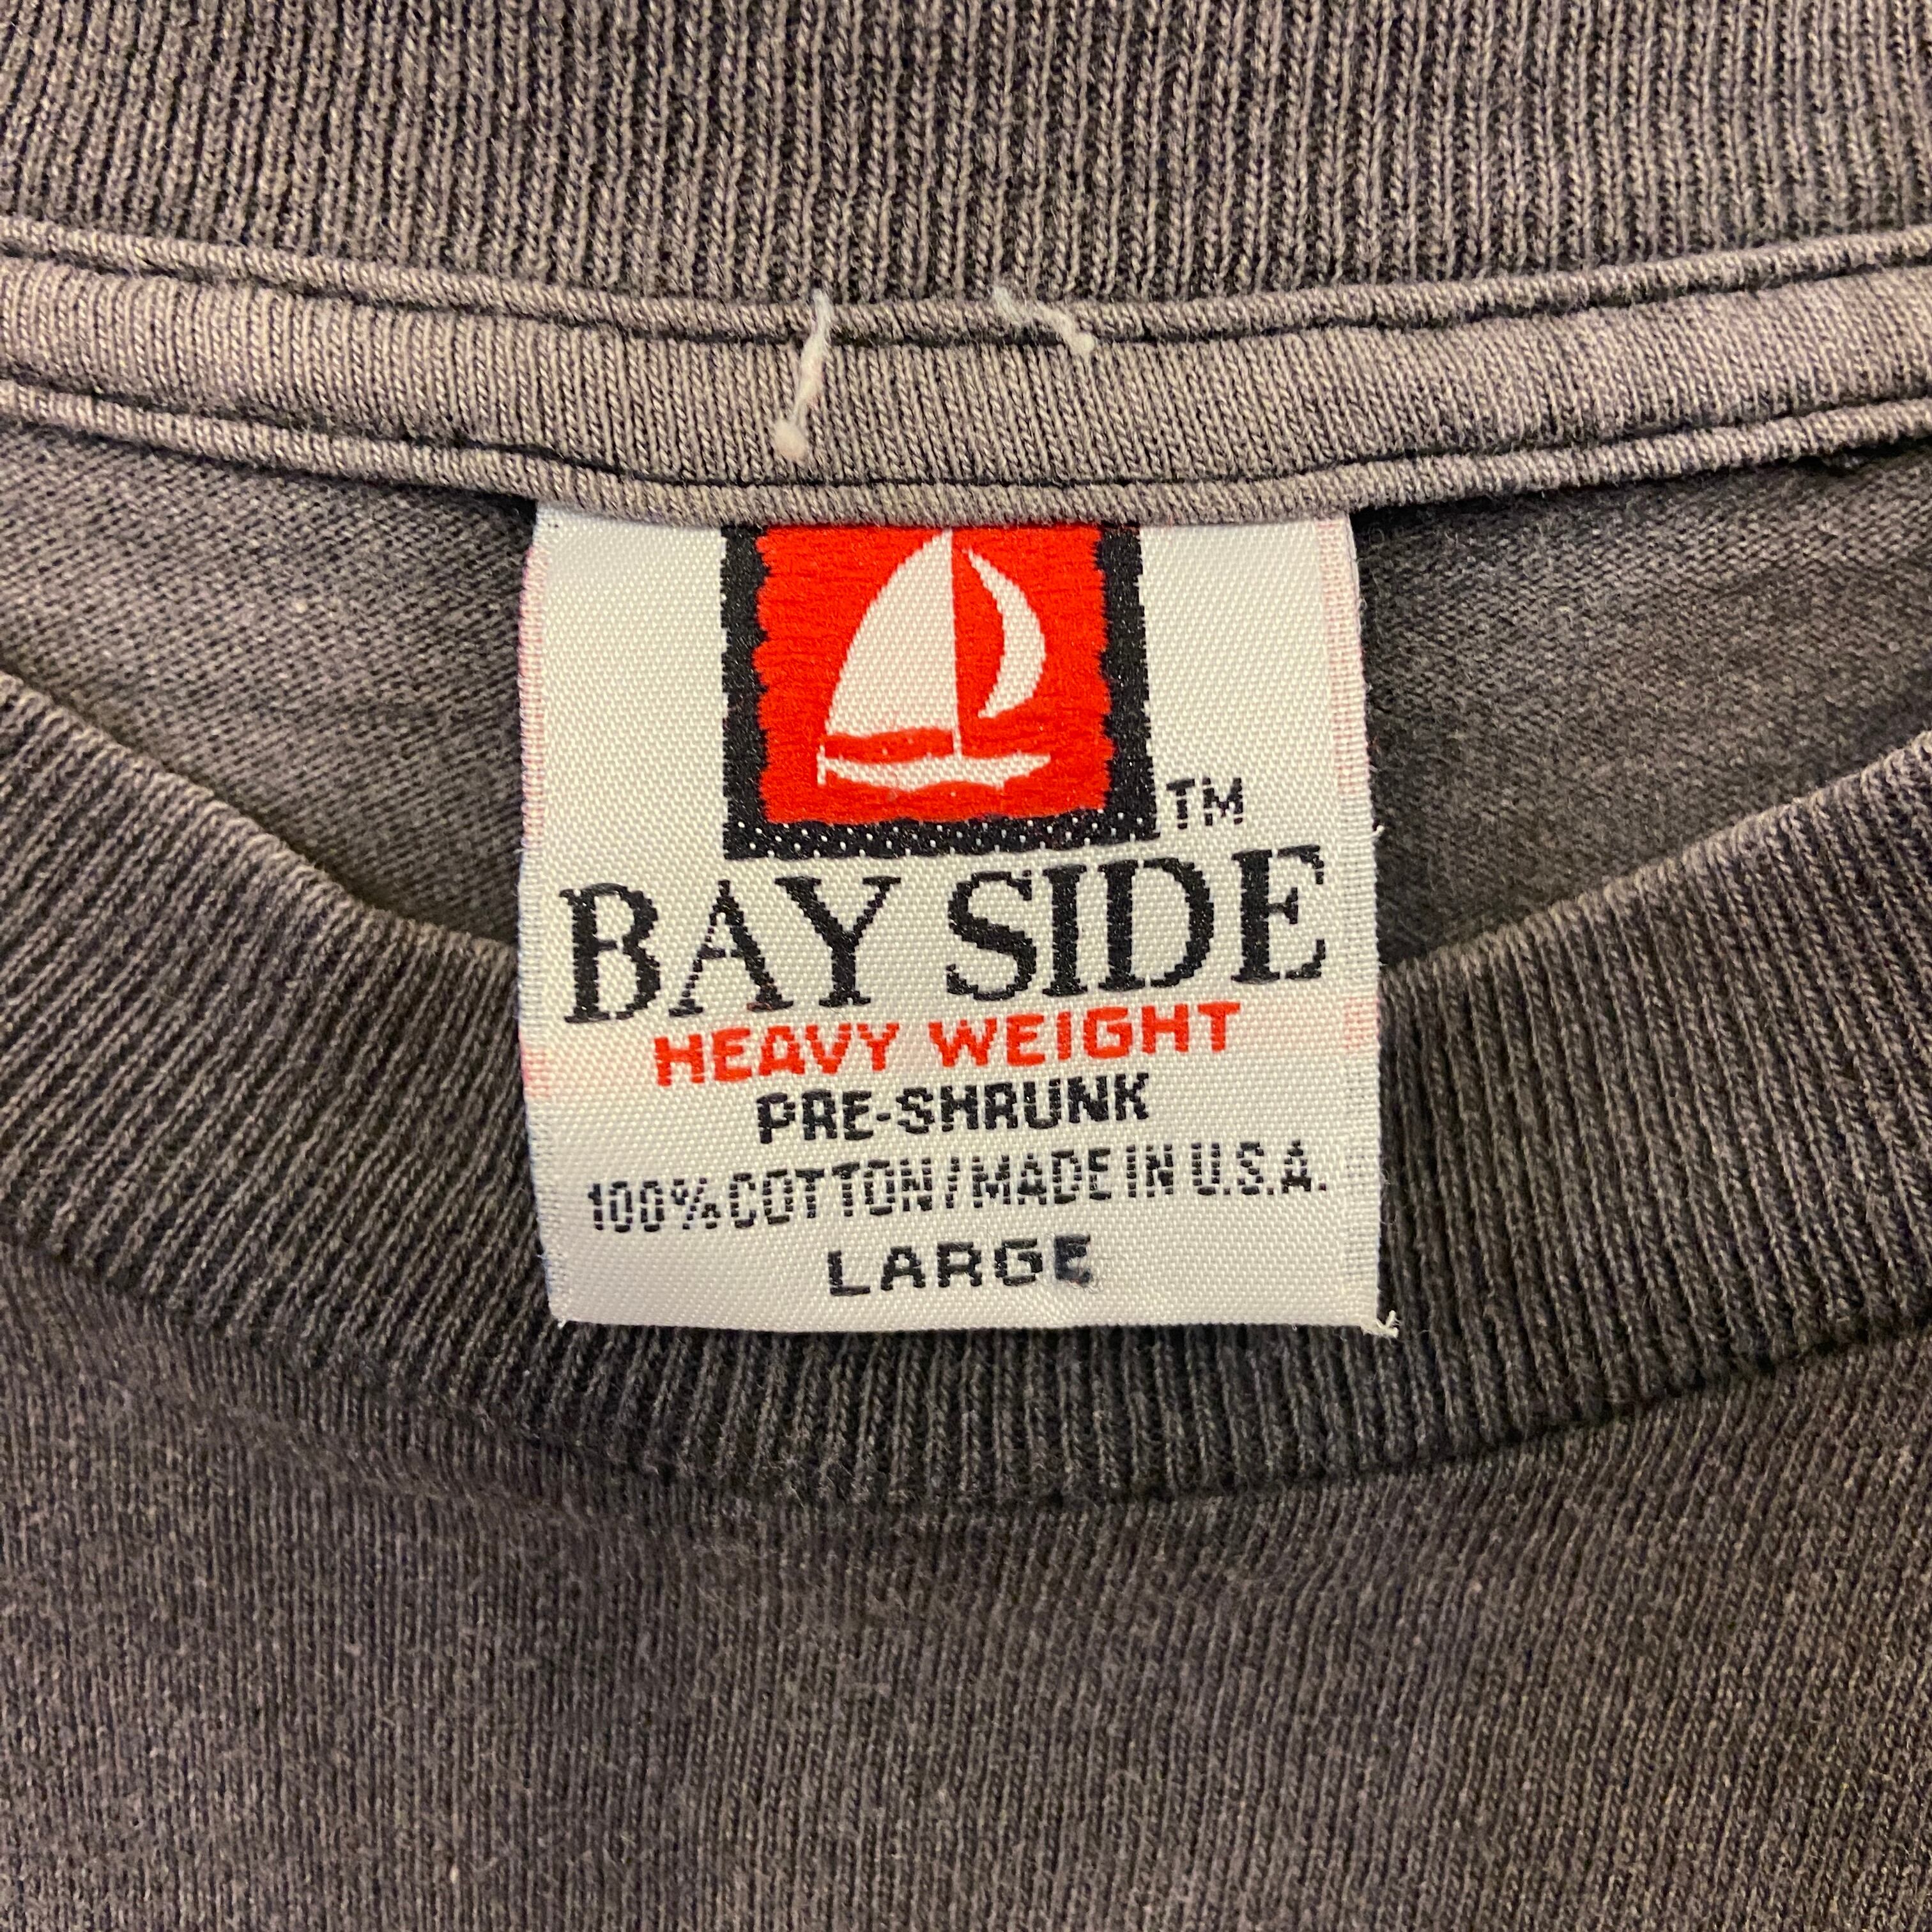 TM
BAY SIDE
HEAVY WEIGHT
PRE-SHRUNK
100% COTTON/MADE IN U.S.A.
LARGE